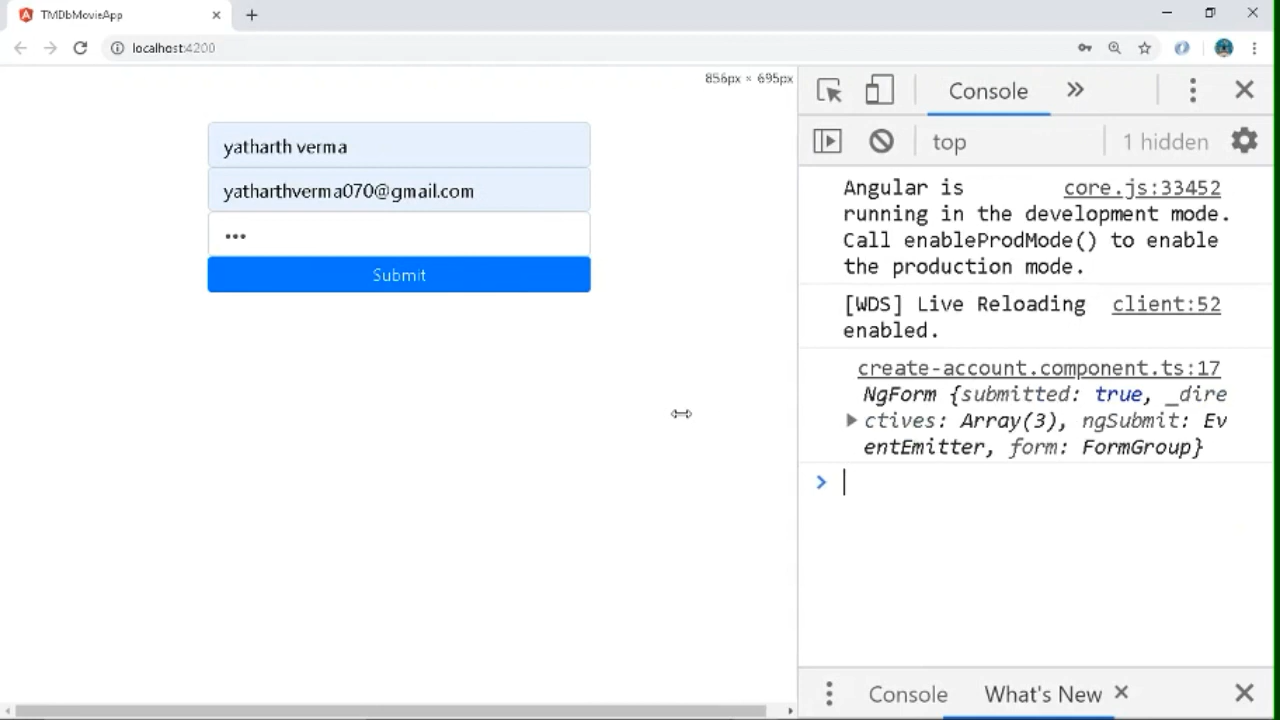 TMDbMovieApp
localhost:4200
856px × 695px
yatharth verma
yatharthverma070@gmail.com
•••
Submit
Console
top
1 hidden
Angular is core.js:33452
running in the development mode.
Call enableProdMode() to enable
the production mode.
[WDS] Live Reloading client:52
enabled.
create-account.component.ts:17
NgForm {submitted: true, _dire
ctives: Array(3), ngSubmit: Ev
entEmitter, form: FormGroup}
Console
What's New